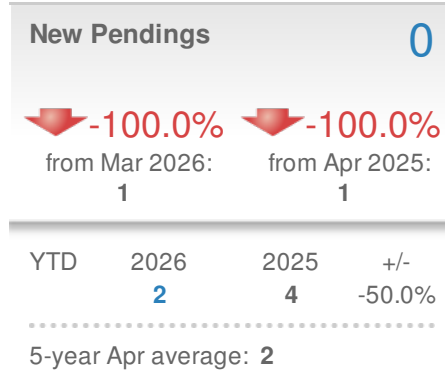 New Pendings 0
-100.0% -100.0%
from Mar 2026: from Apr 2025:
1 1
YTD 2026 2025 +/-
2 4 -50.0%
5-year Apr average: 2